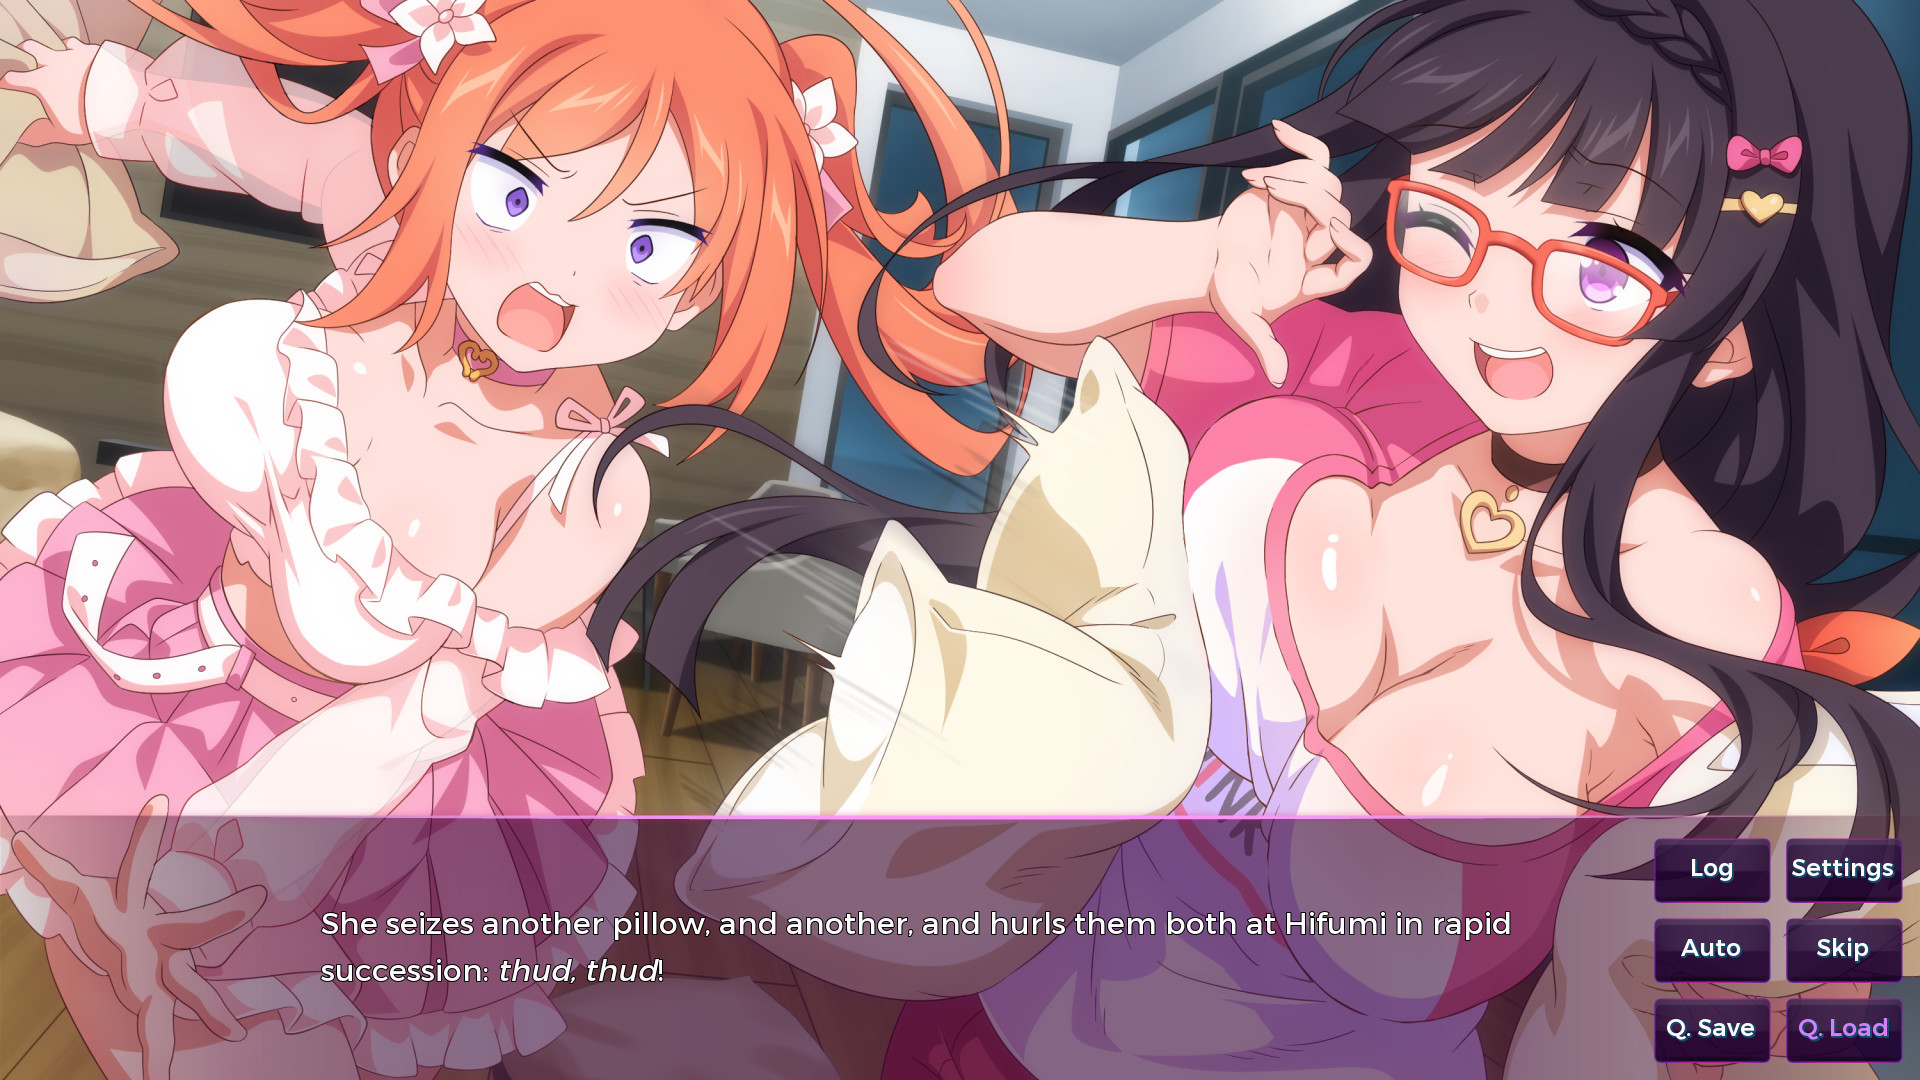 She seizes another pillow, and another, and hurls them both at Hifumi in rapid
succession: thud, thud!
Log
Settings
Auto
Skip
Q. Save
Q. Load